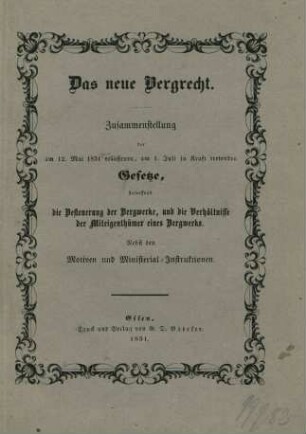 Das neue Bergrecht.
Zusammenstellung
der
am 12. Mai 1851 erlassenen, am 1. Juli in Kraft tretenden
Gesetze,
betreffend
die Besteuerung der Bergwerke, und die Verhältnisse
der Miteigenthümer eines Bergwerks.
Nebst den
Motiven und Ministerial-Instruktionen.
Essen,
Druck und Verlag von G. D. Bädeker.
1851.